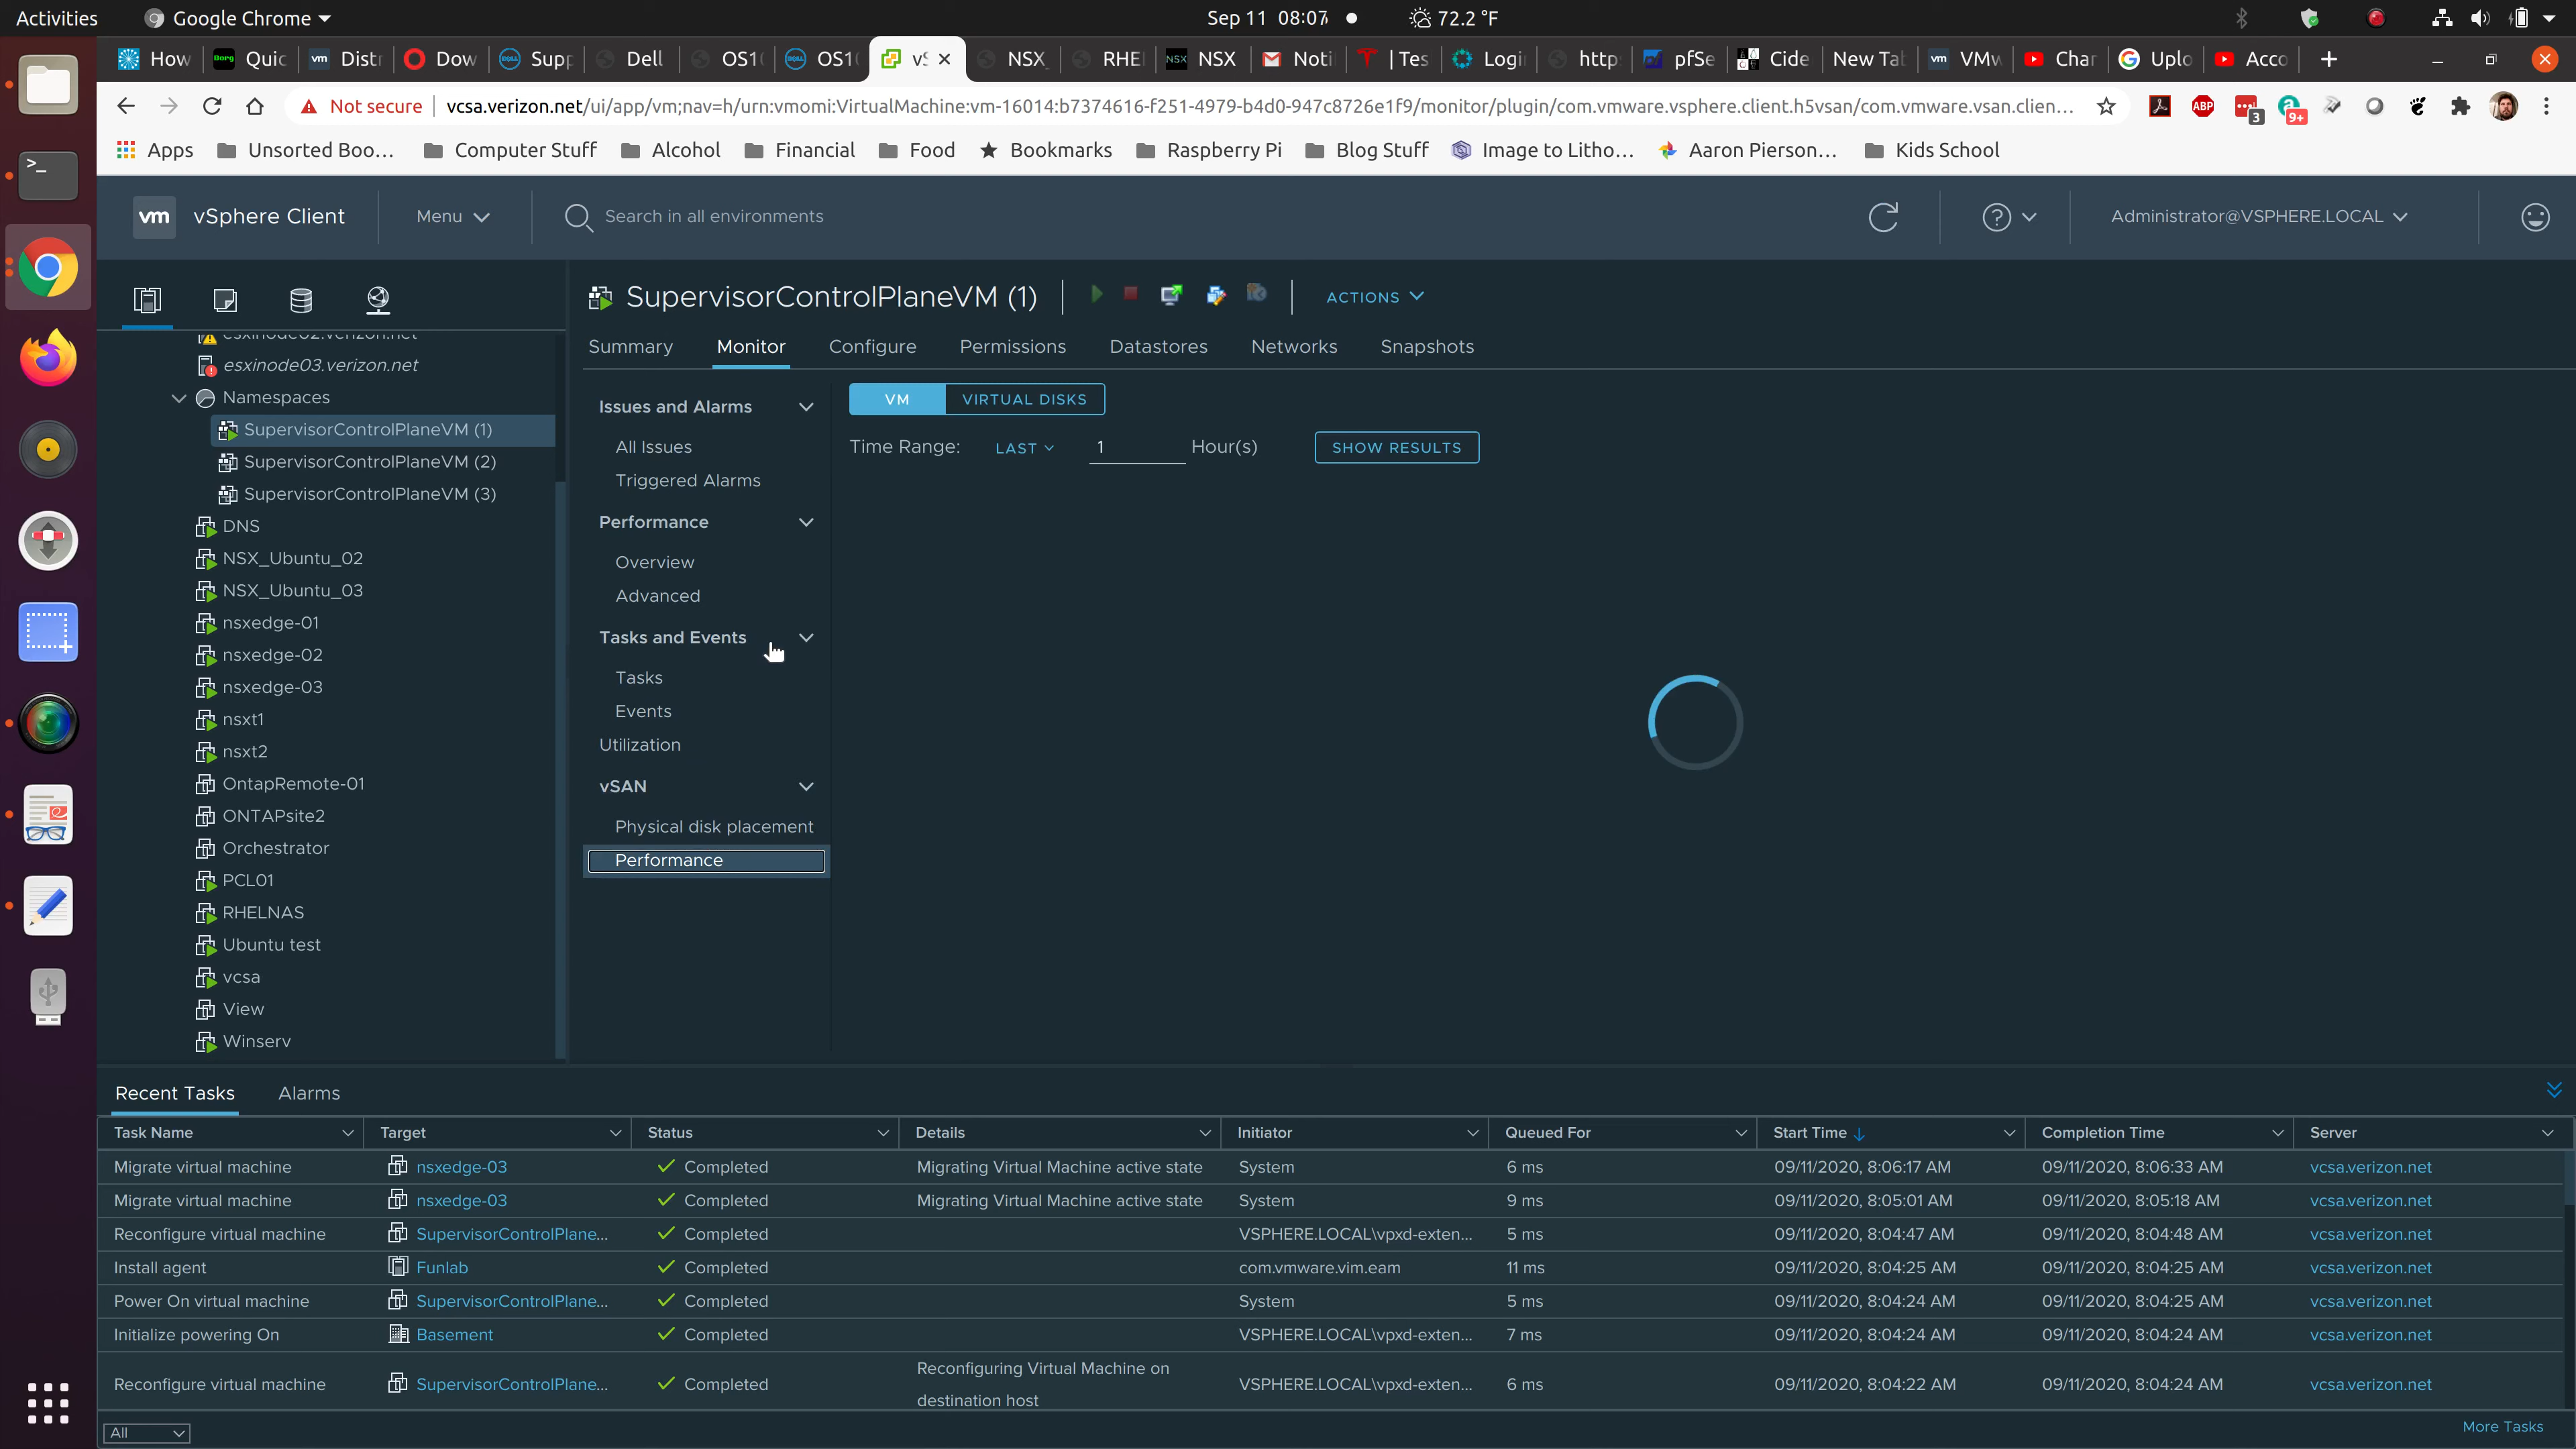 Activities Google Chrome Sep 11 08:07 72.2 °F
How Quic Distr Dow Supp Dell OS1 OS1 vS NSX_ RHE NSX Noti | Tes Logi http pfSe Cide New Tab VMw Char Uplo Acco
Not secure vcsa.verizon.net/ui/app/vm;nav=h/urn:vmomi:VirtualMachine:vm-16014:b7374616-f251-4979-b4d0-947c8726e1f9/monitor/plugin/com.vmware.vsphere.client.h5vsan/com.vmware.vsan.clien... ABP 3 9+
Apps Unsorted Boo... Computer Stuff Alcohol Financial Food Bookmarks Raspberry Pi Blog Stuff Image to Litho... Aaron Pierson... Kids School
vm vSphere Client Menu Search in all environments Administrator@VSPHERE.LOCAL
SupervisorControlPlaneVM (1) ACTIONS
Summary Monitor Configure Permissions Datastores Networks Snapshots
esxinode02.verizon.net
esxinode03.verizon.net
Namespaces
SupervisorControlPlaneVM (1)
SupervisorControlPlaneVM (2)
SupervisorControlPlaneVM (3)
DNS
NSX_Ubuntu_02
NSX_Ubuntu_03
nsxedge-01
nsxedge-02
nsxedge-03
nsxt1
nsxt2
OntapRemote-01
ONTAPsite2
Orchestrator
PCL01
RHELNAS
Ubuntu test
vcsa
View
Winserv
Issues and Alarms
All Issues
Triggered Alarms
Performance
Overview
Advanced
Tasks and Events
Tasks
Events
Utilization
vSAN
Physical disk placement
Performance
VM VIRTUAL DISKS
Time Range: LAST 1 Hour(s) SHOW RESULTS
Recent Tasks Alarms
Task Name Target Status Details Initiator Queued For Start Time Completion Time Server
Migrate virtual machine nsxedge-03 Completed Migrating Virtual Machine active state System 6 ms 09/11/2020, 8:06:17 AM 09/11/2020, 8:06:33 AM vcsa.verizon.net
Migrate virtual machine nsxedge-03 Completed Migrating Virtual Machine active state System 9 ms 09/11/2020, 8:05:01 AM 09/11/2020, 8:05:18 AM vcsa.verizon.net
Reconfigure virtual machine SupervisorControlPlane... Completed VSPHERE.LOCAL\vpxd-exten... 5 ms 09/11/2020, 8:04:47 AM 09/11/2020, 8:04:48 AM vcsa.verizon.net
Install agent Funlab Completed com.vmware.vim.eam 11 ms 09/11/2020, 8:04:25 AM 09/11/2020, 8:04:25 AM vcsa.verizon.net
Power On virtual machine SupervisorControlPlane... Completed System 5 ms 09/11/2020, 8:04:24 AM 09/11/2020, 8:04:25 AM vcsa.verizon.net
Initialize powering On Basement Completed VSPHERE.LOCAL\vpxd-exten... 7 ms 09/11/2020, 8:04:24 AM 09/11/2020, 8:04:24 AM vcsa.verizon.net
Reconfigure virtual machine SupervisorControlPlane... Completed Reconfiguring Virtual Machine on destination host VSPHERE.LOCAL\vpxd-exten... 6 ms 09/11/2020, 8:04:22 AM 09/11/2020, 8:04:24 AM vcsa.verizon.net
All More Tasks